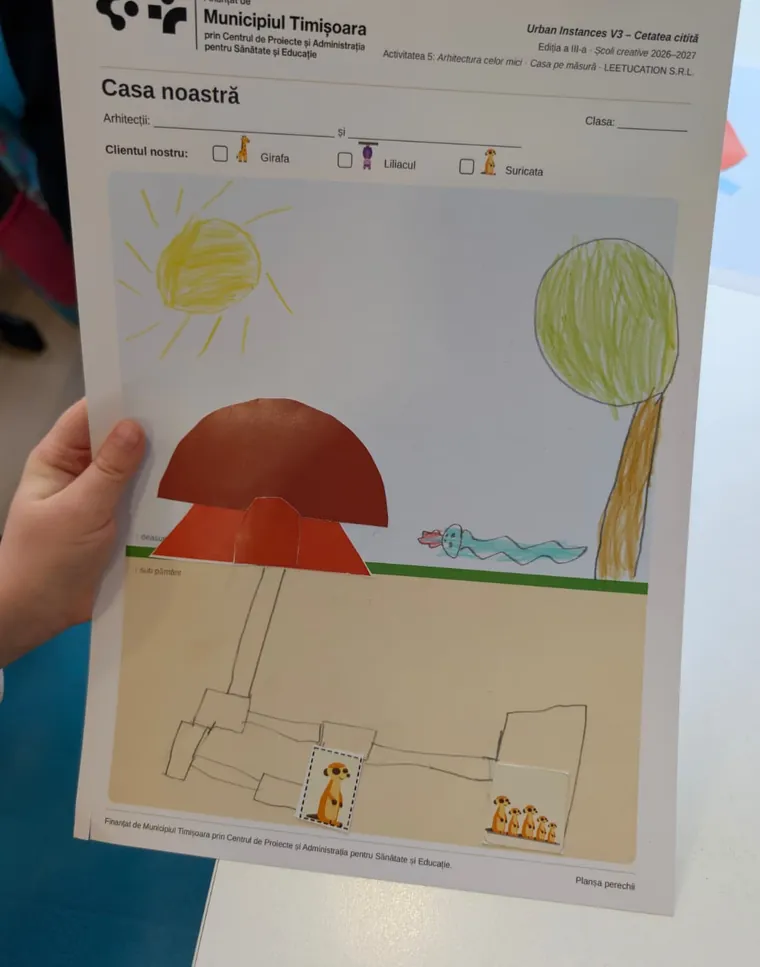 Finanțat de
Municipiul Timișoara
prin Centrul de Proiecte și Administrația
pentru Sănătate și Educație
Urban Instances V3 – Cetatea citită
Ediția a III-a · Școli creative 2026–2027
Activitatea 5: Arhitectura celor mici · Casa pe măsură · LEETUCATION S.R.L.
Casa noastră
Arhitecții: și Clasa:
Clientul nostru: Girafa Liliacul Suricata
sub pământ
Finanțat de Municipiul Timișoara prin Centrul de Proiecte și Administrația pentru Sănătate și Educație.
Planșa perechii